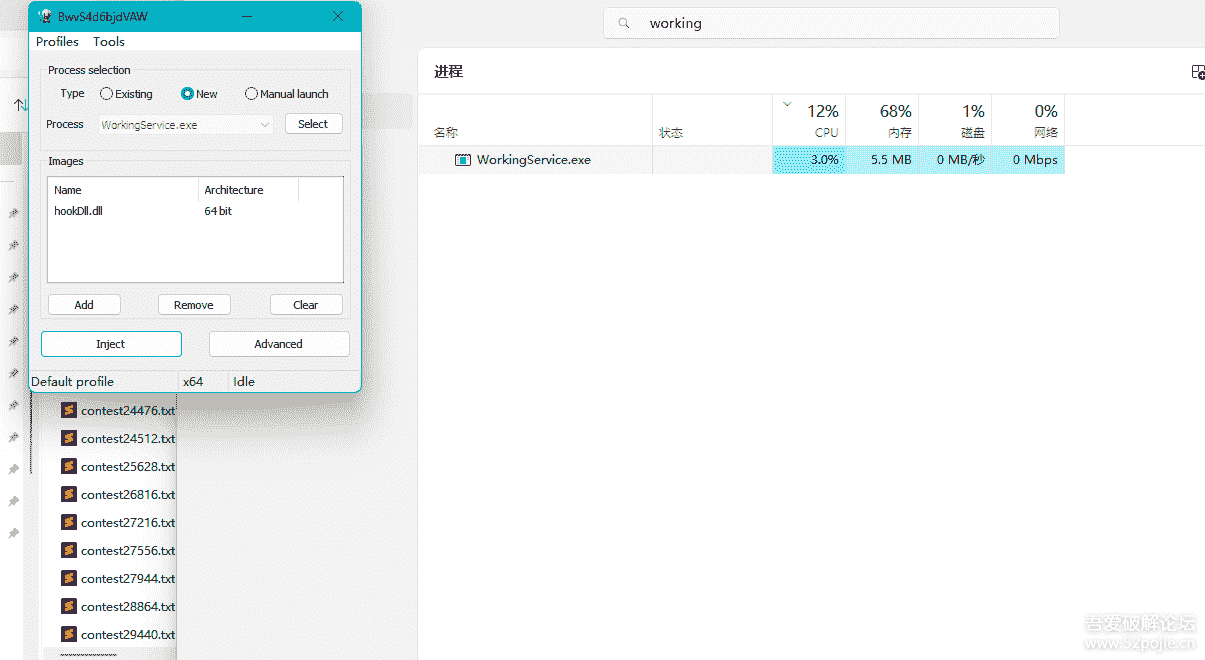 BwvS4d6bjdVAW
Profiles Tools
Process selection
Type Existing New Manual launch
Process WorkingService.exe Select
Images
Name Architecture
hookDll.dll 64 bit
Add Remove Clear
Inject Advanced
Default profile x64 Idle
contest24476.txt
contest24512.txt
contest25628.txt
contest26816.txt
contest27216.txt
contest27556.txt
contest27944.txt
contest28864.txt
contest29440.txt
working
进程
12% 68% 1% 0%
名称 状态 CPU 内存 磁盘 网络
WorkingService.exe 3.0% 5.5 MB 0 MB/秒 0 Mbps
吾爱破解论坛
www.52pojie.cn